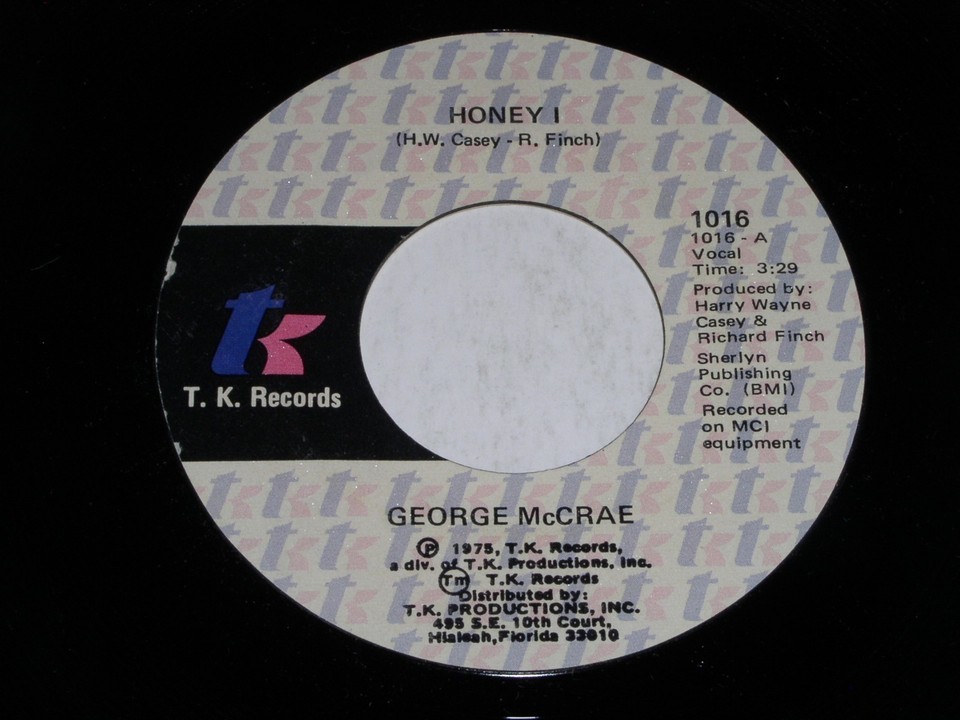 HONEY I
(H.W. Casey - R. Finch)
1016
1016 - A
Vocal
Time: 3:29
Produced by:
Harry Wayne
Casey &
Richard Finch
Sherlyn
Publishing
Co. (BMI)
Recorded
on MCI
equipment
tk
T. K. Records
GEORGE McCRAE
Ⓟ 1975, T.K. Records,
a div. of T.K. Productions, Inc.
Tm T.K. Records
Distributed by:
T.K. PRODUCTIONS, INC.
495 S.E. 10th Court,
Hialeah, Florida 33010